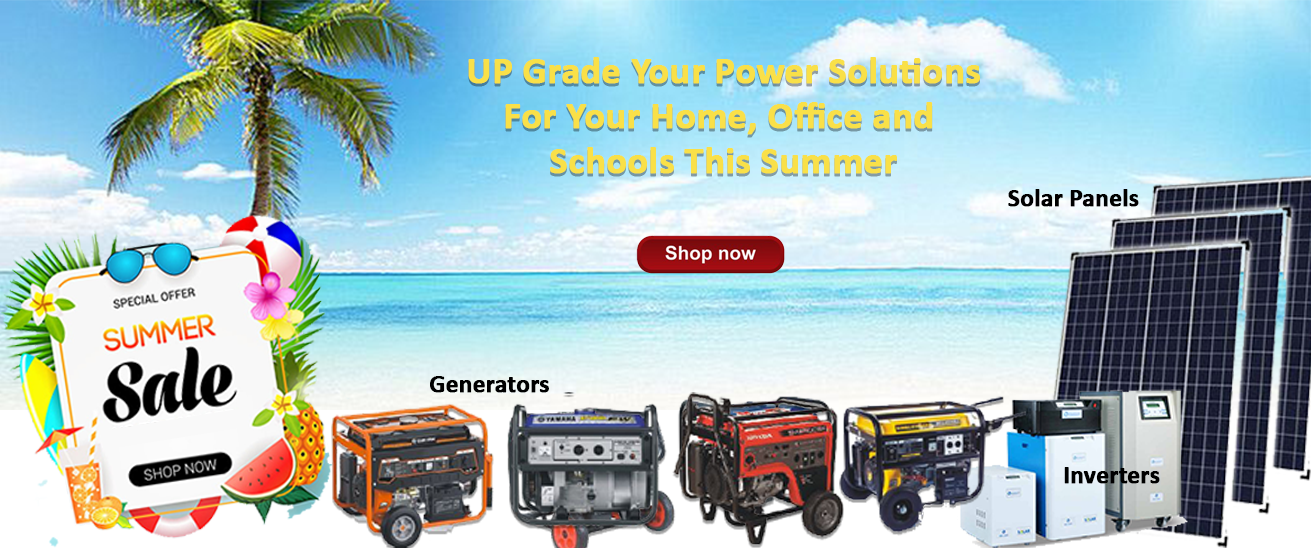 UP Grade Your Power Solutions
For Your Home, Office and
Schools This Summer
Solar Panels
Shop now
SPECIAL OFFER
SUMMER
Sale
SHOP NOW
Generators
YAMAHA
Inverters